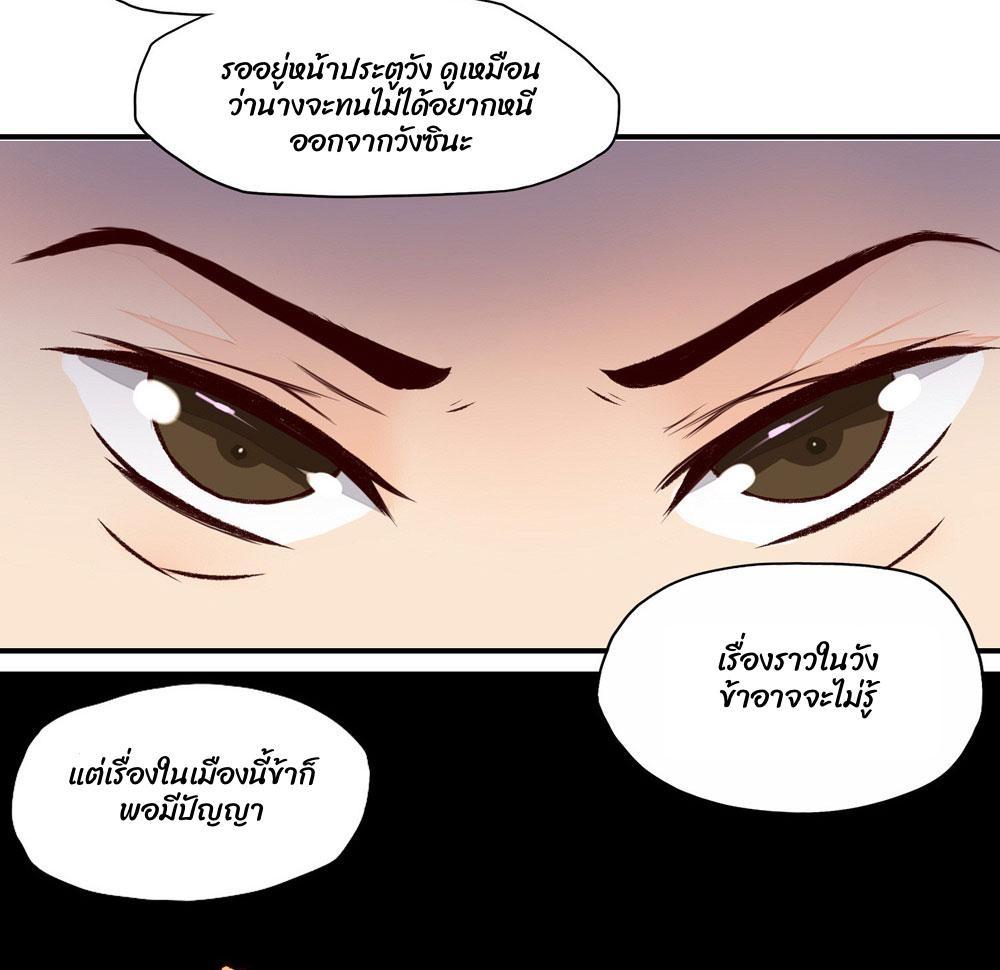 รออยู่หน้าประตูวัง ดูเหมือน
ว่านางจะทนไม่ได้อยากหนี
ออกจากวังซินะ
เรื่องราวในวัง
ข้าอาจจะไม่รู้
แต่เรื่องในเมืองนี้ข้าก็
พอมีปัญญา